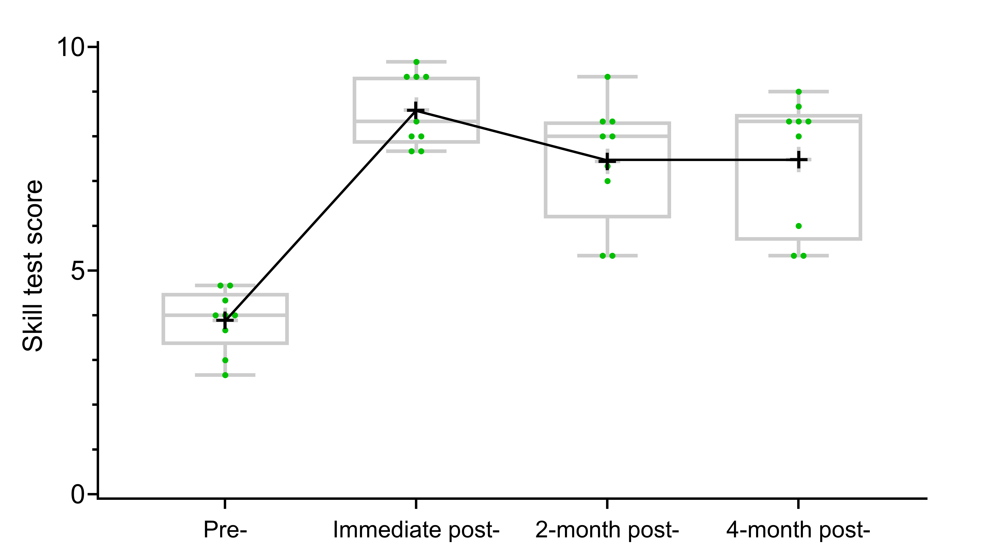 10
5
0
Skill test score
Pre-
Immediate post-
2-month post-
4-month post-